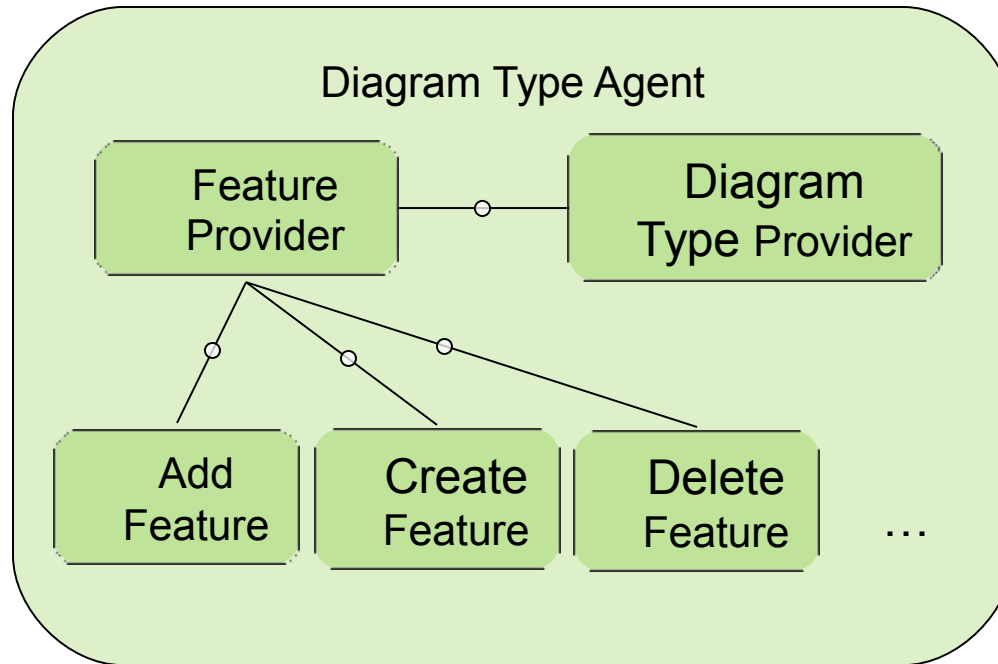 Diagram Type Agent
Feature
Provider
Diagram
Type Provider
Add
Feature
Create
Feature
Delete
Feature
...